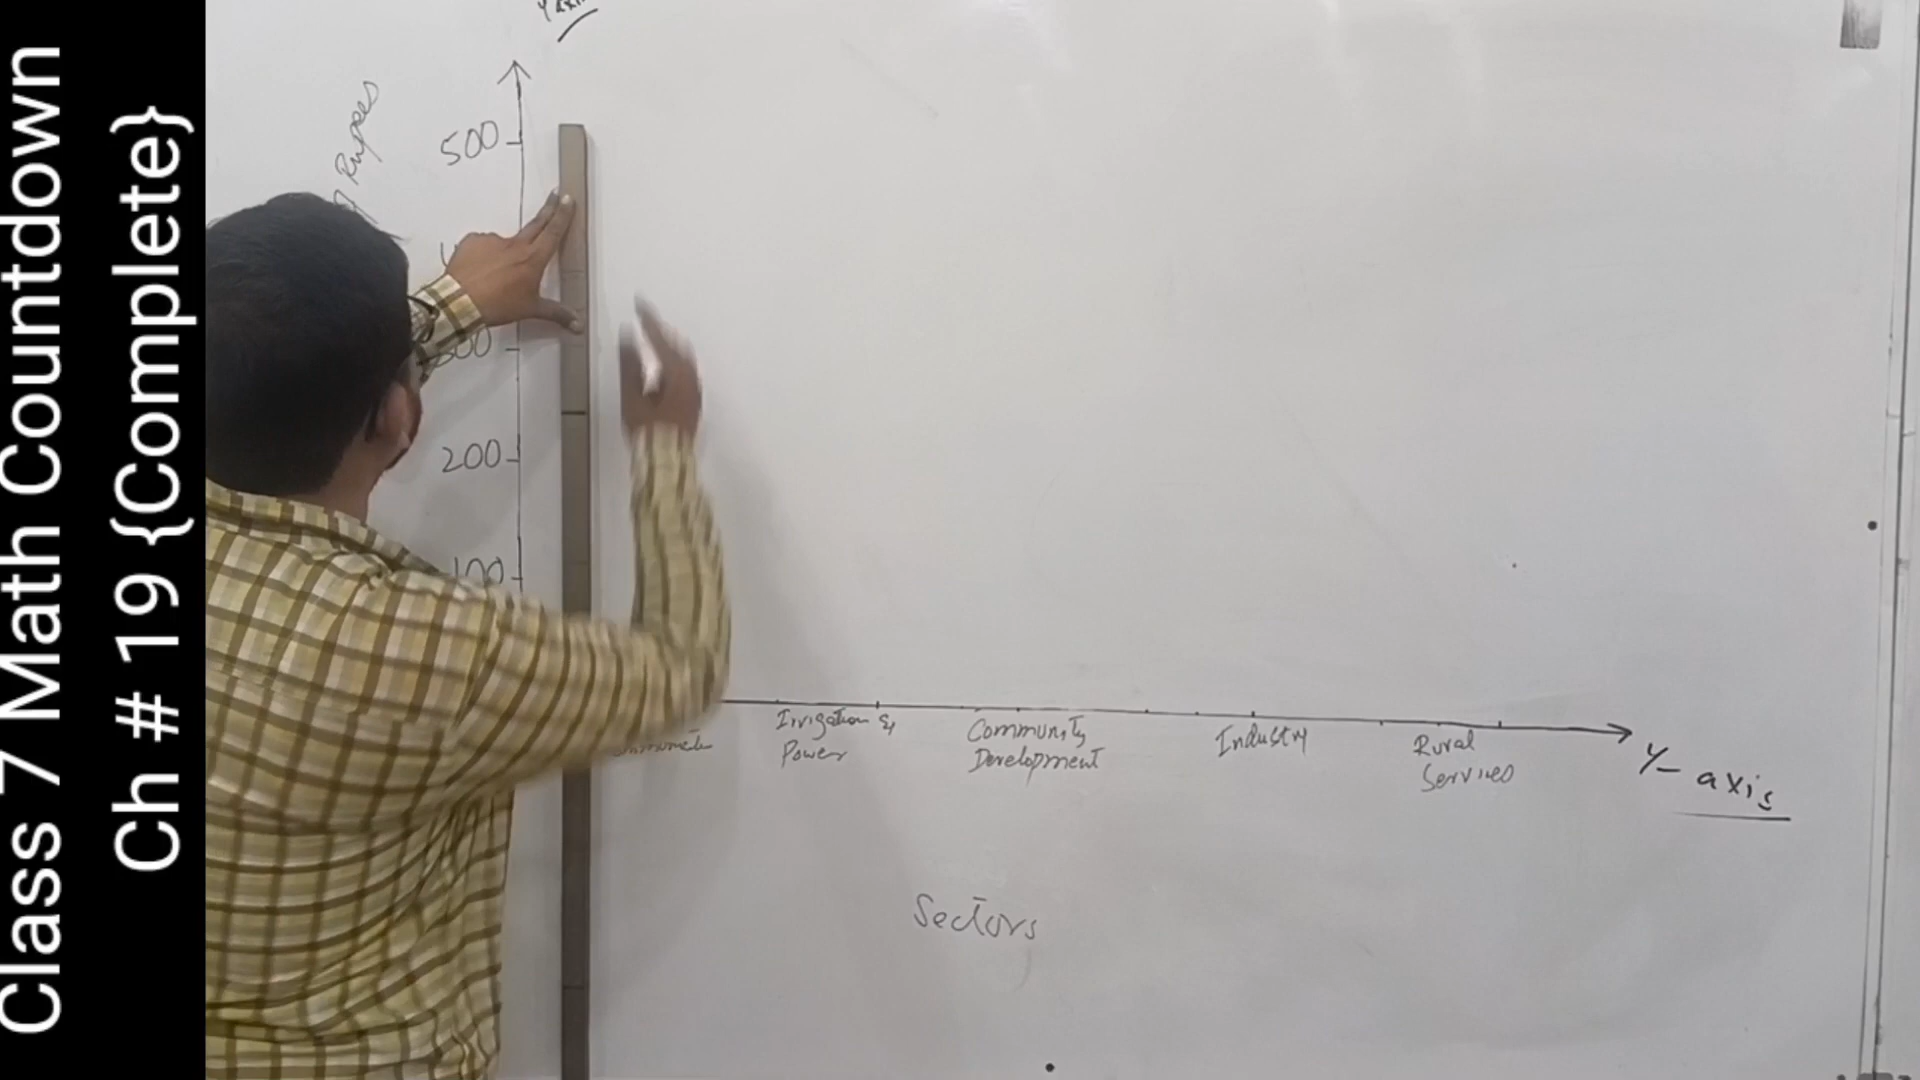 Class 7 Math Countdown
Ch # 19 {Complete}
Rupees
500
200
100
Irrigation &
Power
Community
Development
Industry
Rural
Services
Y- axis
Sectors